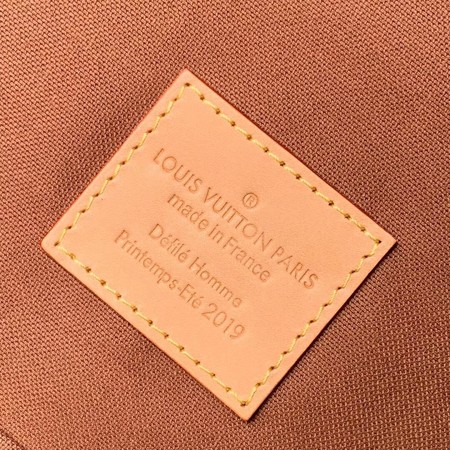 ®
LOUIS VUITTON PARIS
made in France
Défilé Homme
Printemps-Eté 2019